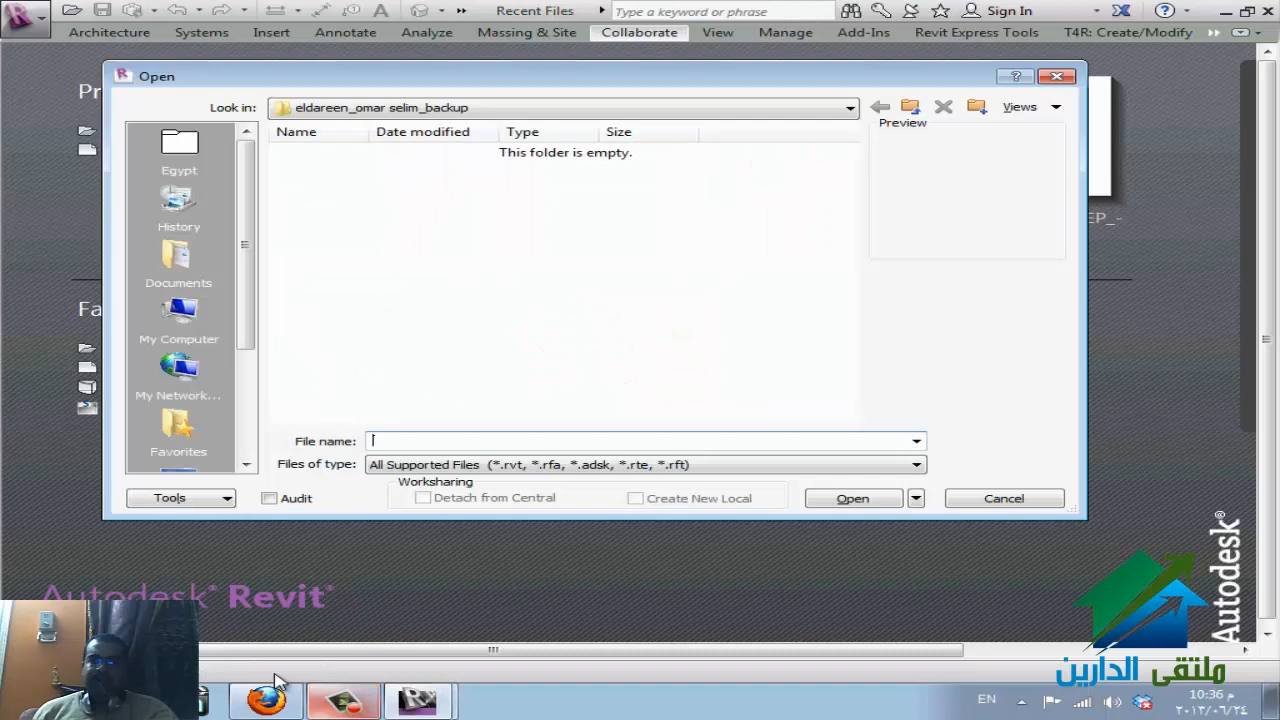 Recent Files
Type a keyword or phrase
Sign In
Architecture Systems Insert Annotate Analyze Massing & Site Collaborate View Manage Add-Ins Revit Express Tools T4R: Create/Modify
Open
Look in: eldareen_omar selim_backup
Views
Name Date modified Type Size
Preview
This folder is empty.
Egypt
History
Documents
My Computer
My Network...
Favorites
EP_-
File name:
Files of type: All Supported Files (*.rvt, *.rfa, *.adsk, *.rte, *.rft)
Worksharing
Tools Audit Detach from Central Create New Local Open Cancel
Autodesk® Revit®
Autodesk®
ملتقى الدارين
EN
10:36 م
٢٠١٣/٠٦/٢٤